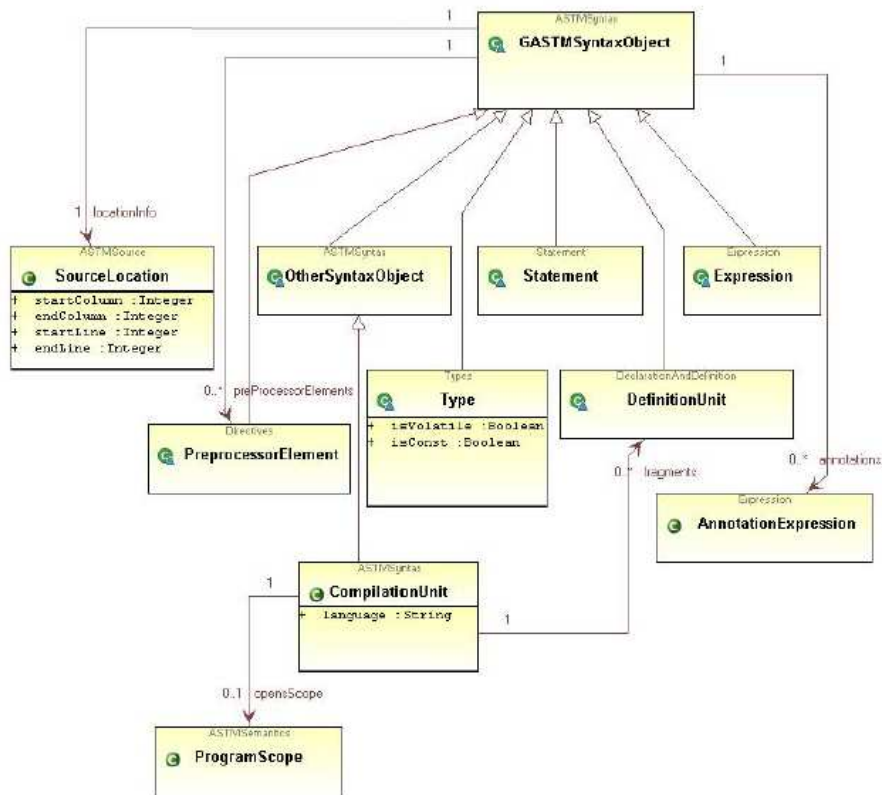 ASTMSyntax
GASTMSyntaxObject
1
1
1
1 locationInfo
ASTMSource
SourceLocation
+ startColumn :Integer
+ endColumn :Integer
+ startLine :Integer
+ endLine :Integer
ASTMSyntax
OtherSyntaxObject
Statement
Statement
Expression
Expression
0..* preProcessorElements
Types
Type
+ isVolatile :Boolean
+ isConst :Boolean
DeclarationAndDefinition
DefinitionUnit
Directives
PreprocessorElement
0..* fragments
0..* annotations
Expression
AnnotationExpression
ASTMSyntax
CompilationUnit
+ language :String
1
1
0..1 opensScope
ASTMSemantics
ProgramScope